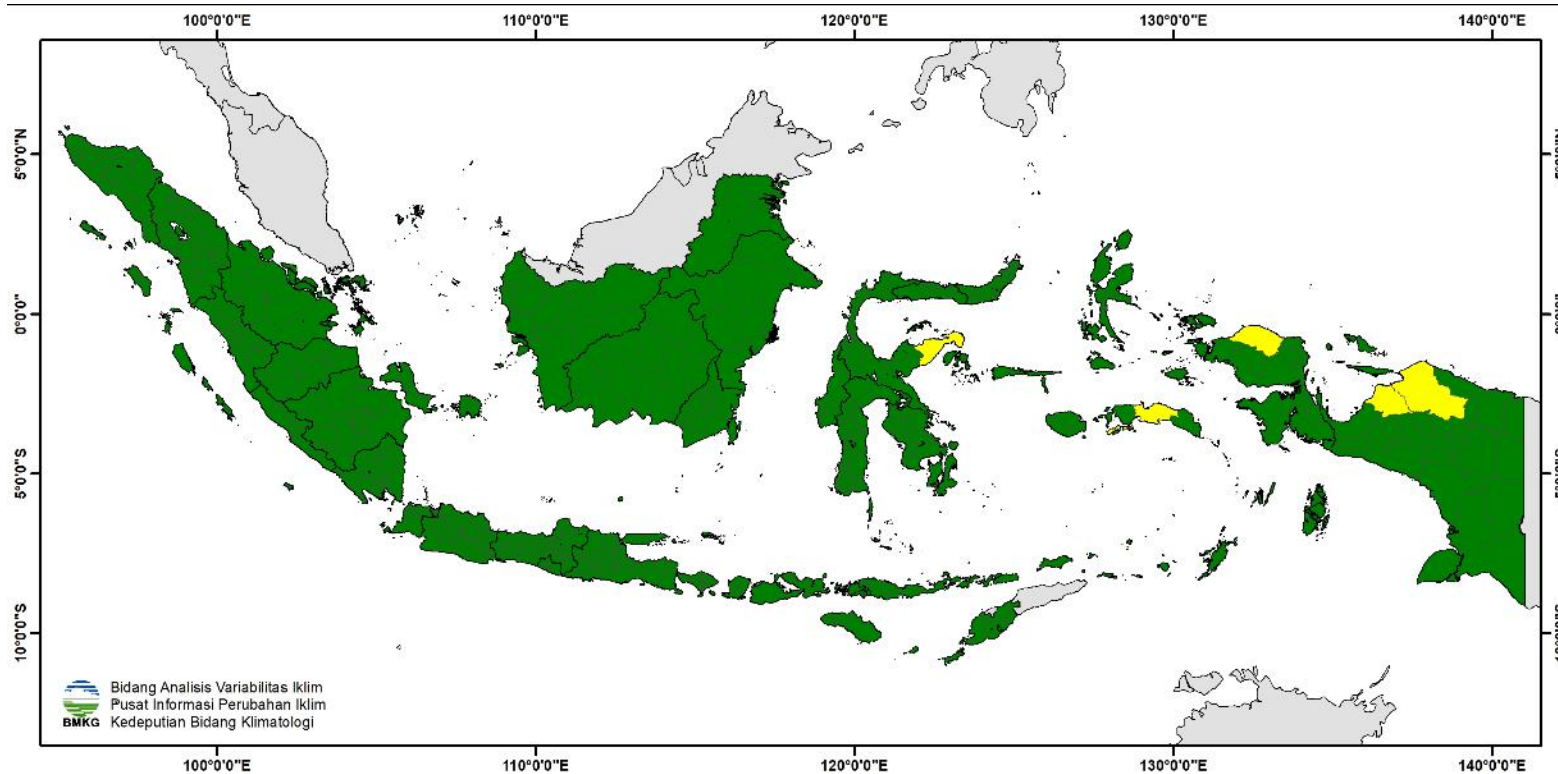 100°0'0"E 110°0'0"E 120°0'0"E 130°0'0"E 140°0'0"E
5°0'0"N
0°0'0"
5°0'0"S
10°0'0"S
Bidang Analisis Variabilitas Iklim
Pusat Informasi Perubahan Iklim
BMKG Kedeputian Bidang Klimatologi
100°0'0"E 110°0'0"E 120°0'0"E 130°0'0"E 140°0'0"E